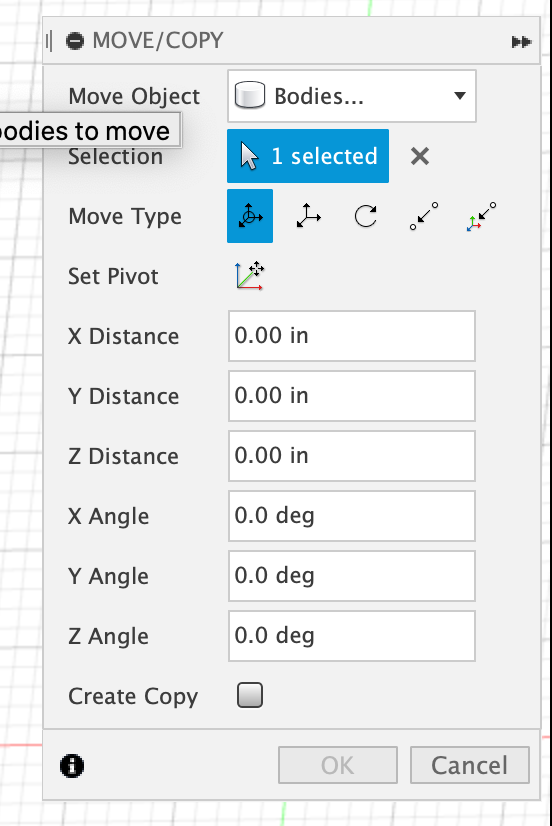 MOVE/COPY
Move Object Bodies...
bodies to move
Selection 1 selected
Move Type
Set Pivot
X Distance 0.00 in
Y Distance 0.00 in
Z Distance 0.00 in
X Angle 0.0 deg
Y Angle 0.0 deg
Z Angle 0.0 deg
Create Copy
OK Cancel